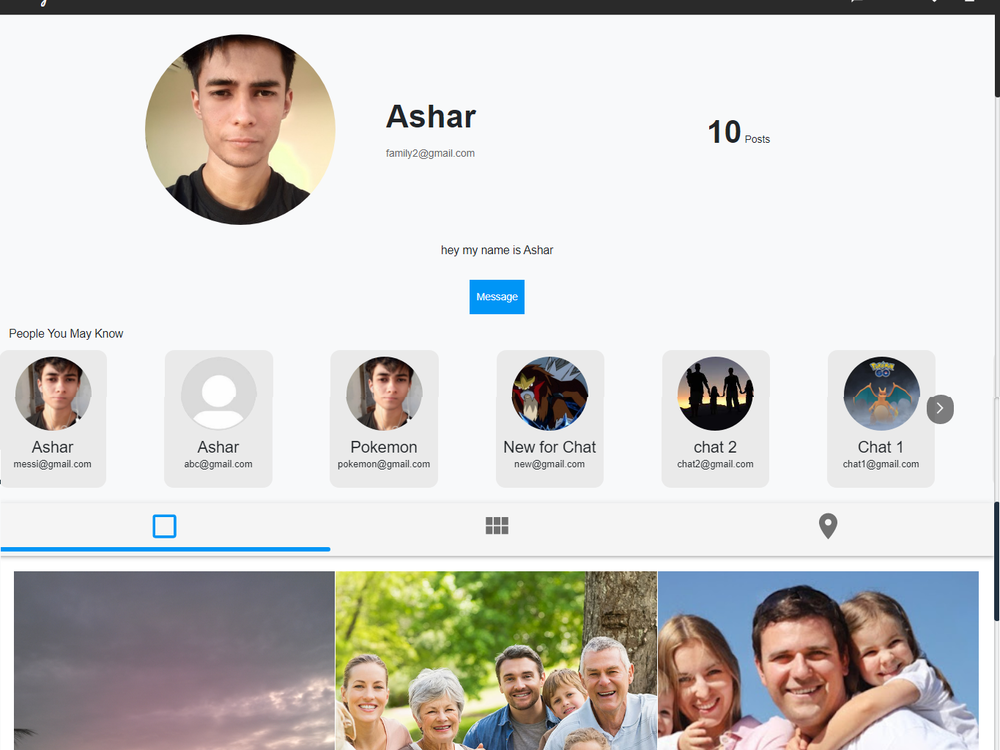 Ashar
family2@gmail.com
10 Posts
hey my name is Ashar
Message
People You May Know
Ashar
messi@gmail.com
Ashar
abc@gmail.com
Pokemon
pokemon@gmail.com
New for Chat
new@gmail.com
chat 2
chat2@gmail.com
Pokémon
GO
Chat 1
chat1@gmail.com